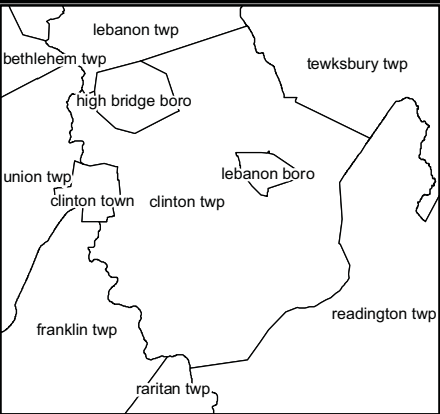 lebanon twp
bethlehem twp
tewksbury twp
high bridge boro
union twp
lebanon boro
clinton town
clinton twp
readington twp
franklin twp
raritan twp